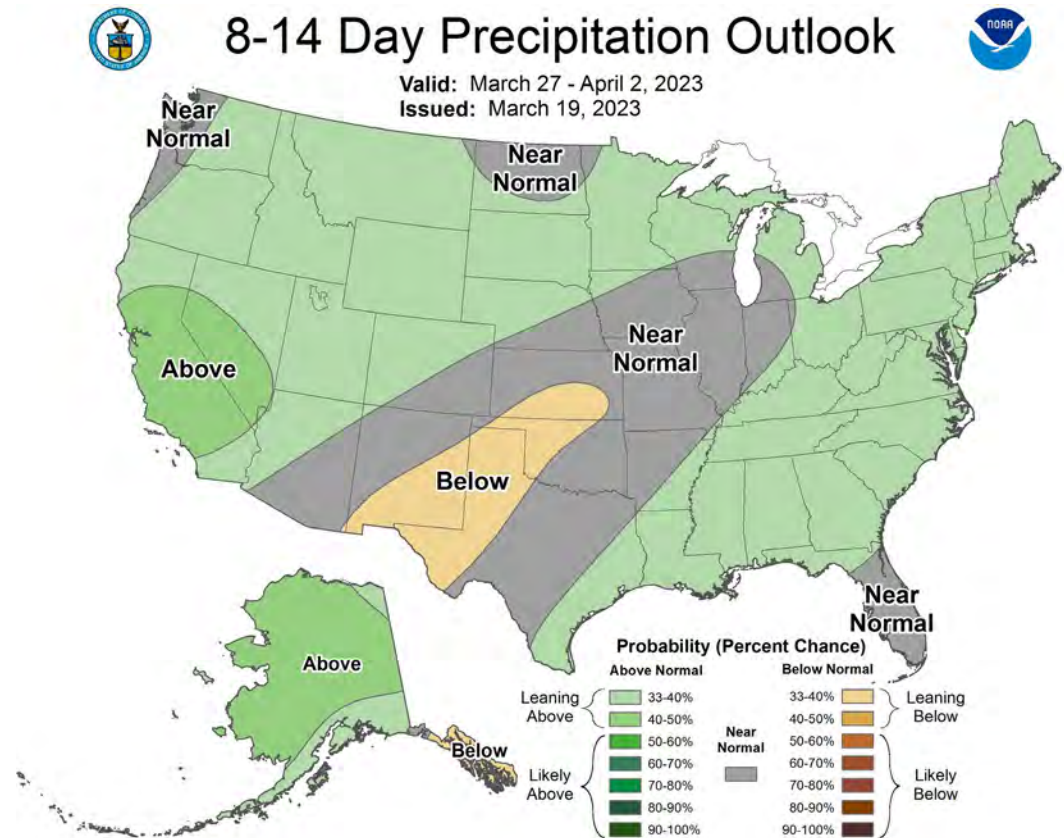 8-14 Day Precipitation Outlook
Valid: March 27 - April 2, 2023
Issued: March 19, 2023
NOAA
Near
Normal
Near
Normal
Above
Near
Normal
Below
Near
Normal
Above
Below
Probability (Percent Chance)
Above Normal
Below Normal
Leaning
Above
33-40%
40-50%
Likely
Above
50-60%
60-70%
70-80%
80-90%
90-100%
Near
Normal
33-40%
40-50%
Leaning
Below
50-60%
60-70%
70-80%
80-90%
90-100%
Likely
Below